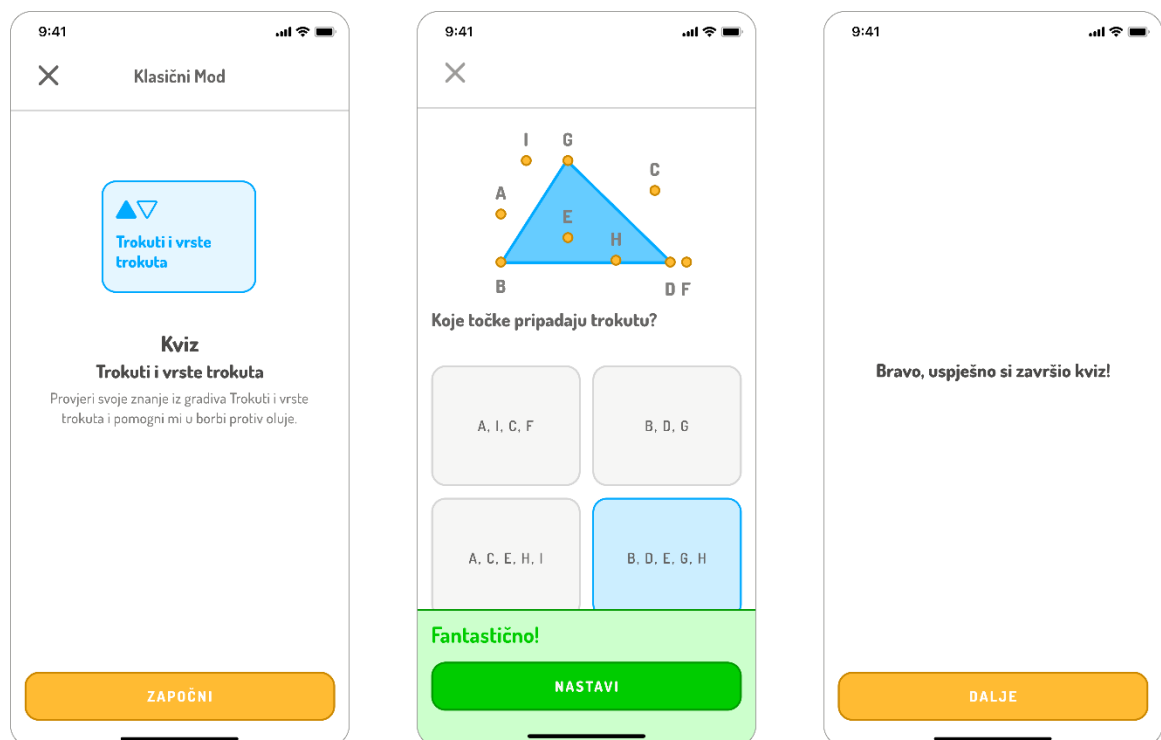 9:41
Klasični Mod
Trokuti i vrste
trokuta
Kviz
Trokuti i vrste trokuta
Provjeri svoje znanje iz gradiva Trokuti i vrste
trokuta i pomogni mi u borbi protiv oluje.
ZAPOČNI
9:41
I G
C
A
E
H
B
D F
Koje točke pripadaju trokutu?
A, I, C, F
B, D, G
A, C, E, H, I
B, D, E, G, H
Fantastično!
NASTAVI
9:41
Bravo, uspješno si završio kviz!
DALJE